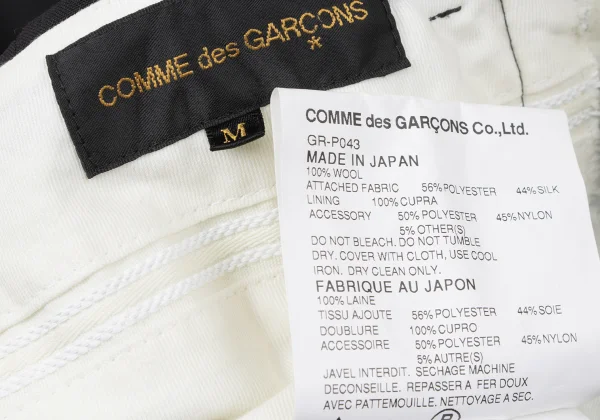 COMME des GARÇONS
*
M
COMME des GARÇONS Co.,Ltd.
GR-P043
MADE IN JAPAN
100% WOOL
ATTACHED FABRIC 56% POLYESTER 44% SILK
LINING 100% CUPRA
ACCESSORY 50% POLYESTER 45% NYLON
5% OTHER(S)
DO NOT BLEACH. DO NOT TUMBLE
DRY. COVER WITH CLOTH, USE COOL
IRON. DRY CLEAN ONLY.
FABRIQUE AU JAPON
100% LAINE
TISSU AJOUTE 56% POLYESTER 44% SOIE
DOUBLURE 100% CUPRO
ACCESSOIRE 50% POLYESTER 45% NYLON
5% AUTRE(S)
JAVEL INTERDIT. SECHAGE MACHINE
DECONSEILLE. REPASSER A FER DOUX
AVEC PATTEMOUILLE. NETTOYAGE A SEC.